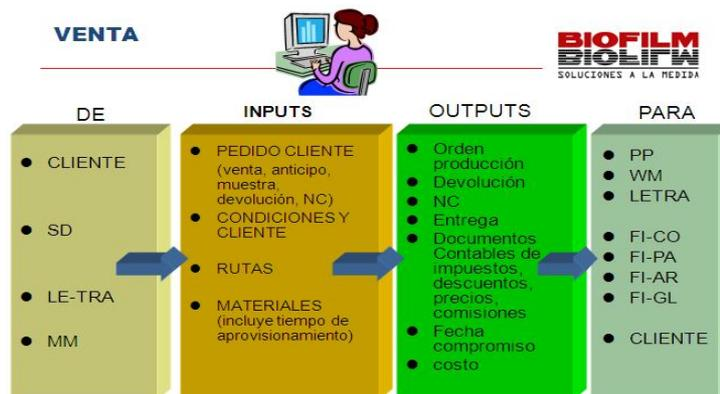 VENTA
BIOFILM
SOLUCIONES A LA MEDIDA
DE
CLIENTE
SD
LE-TRA
MM
INPUTS
PEDIDO CLIENTE
(venta, anticipo,
muestra,
devolución, NC)
CONDICIONES Y
CLIENTE
RUTAS
MATERIALES
(incluye tiempo de
aprovisionamiento)
OUTPUTS
Orden
producción
Devolución
NC
Entrega
Documentos
Contables de
impuestos,
descuentos,
precios,
comisiones
Fecha
compromiso
costo
PARA
PP
WM
LETRA
FI-CO
FI-PA
FI-AR
FI-GL
CLIENTE